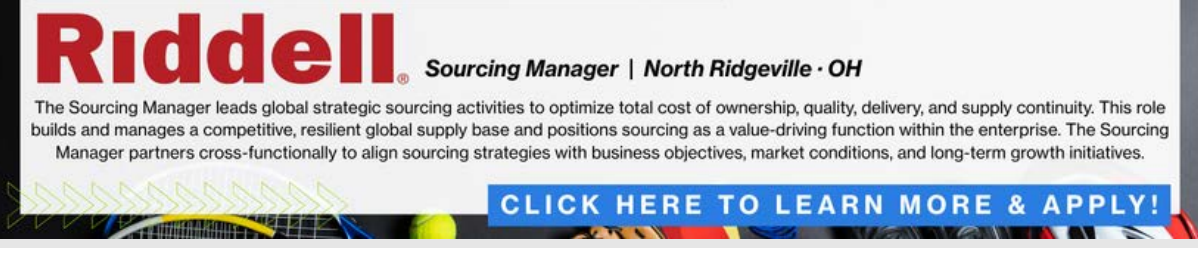 Riddell® Sourcing Manager | North Ridgeville · OH
The Sourcing Manager leads global strategic sourcing activities to optimize total cost of ownership, quality, delivery, and supply continuity. This role
builds and manages a competitive, resilient global supply base and positions sourcing as a value-driving function within the enterprise. The Sourcing
Manager partners cross-functionally to align sourcing strategies with business objectives, market conditions, and long-term growth initiatives.
CLICK HERE TO LEARN MORE & APPLY!